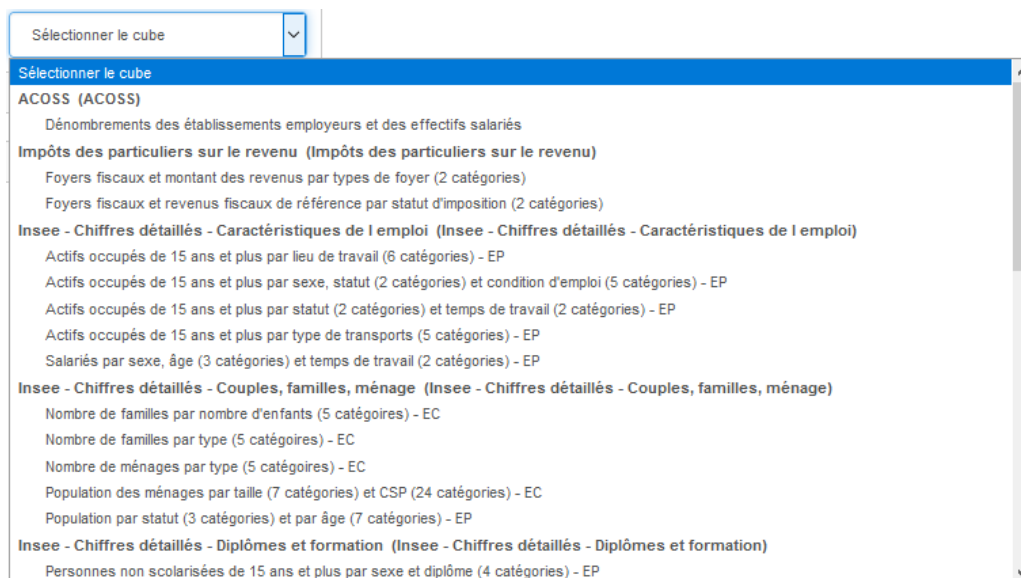 Sélectionner le cube
Sélectionner le cube
ACOSS (ACOSS)
Dénombrements des établissements employeurs et des effectifs salariés
Impôts des particuliers sur le revenu (Impôts des particuliers sur le revenu)
Foyers fiscaux et montant des revenus par types de foyer (2 catégories)
Foyers fiscaux et revenus fiscaux de référence par statut d'imposition (2 catégories)
Insee - Chiffres détaillés - Caractéristiques de l emploi (Insee - Chiffres détaillés - Caractéristiques de l emploi)
Actifs occupés de 15 ans et plus par lieu de travail (6 catégories) - EP
Actifs occupés de 15 ans et plus par sexe, statut (2 catégories) et condition d'emploi (5 catégories) - EP
Actifs occupés de 15 ans et plus par statut (2 catégories) et temps de travail (2 catégories) - EP
Actifs occupés de 15 ans et plus par type de transports (5 catégories) - EP
Salariés par sexe, âge (3 catégories) et temps de travail (2 catégories) - EP
Insee - Chiffres détaillés - Couples, familles, ménage (Insee - Chiffres détaillés - Couples, familles, ménage)
Nombre de familles par nombre d'enfants (5 catégoires) - EC
Nombre de familles par type (5 catégoires) - EC
Nombre de ménages par type (5 catégoires) - EC
Population des ménages par taille (7 catégories) et CSP (24 catégories) - EC
Population par statut (3 catégories) et par âge (7 catégories) - EP
Insee - Chiffres détaillés - Diplômes et formation (Insee - Chiffres détaillés - Diplômes et formation)
Personnes non scolarisées de 15 ans et plus par sexe et diplôme (4 catégories) - EP